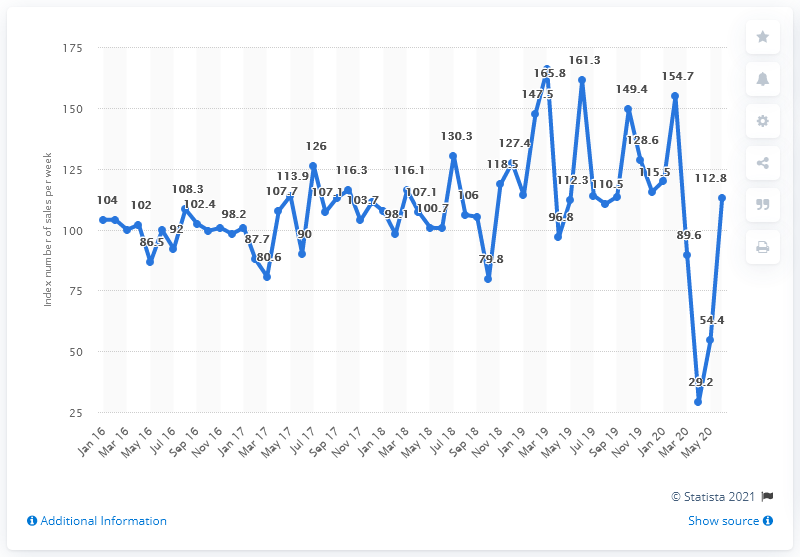 175
150
125
100
75
50
25
Index number of sales per week
104
102
86.5
92
108.3
102.4
98.2
87.7
80.6
107.7
113.9
90
126
107.1
116.3
103.7
98.1
116.1
107.1
100.7
130.3
106
79.8
118.5
127.4
147.5
165.8
96.8
112.3
161.3
110.5
149.4
128.6
115.5
154.7
89.6
29.2
54.4
112.8
Jan 16
Mar 16
May 16
Jul 16
Sep 16
Nov 16
Jan 17
Mar 17
May 17
Jul 17
Sep 17
Nov 17
Jan 18
Mar 18
May 18
Jul 18
Sep 18
Nov 18
Jan 19
Mar 19
May 19
Jul 19
Sep 19
Nov 19
Jan 20
Mar 20
May 20
© Statista 2021
Additional Information
Show source